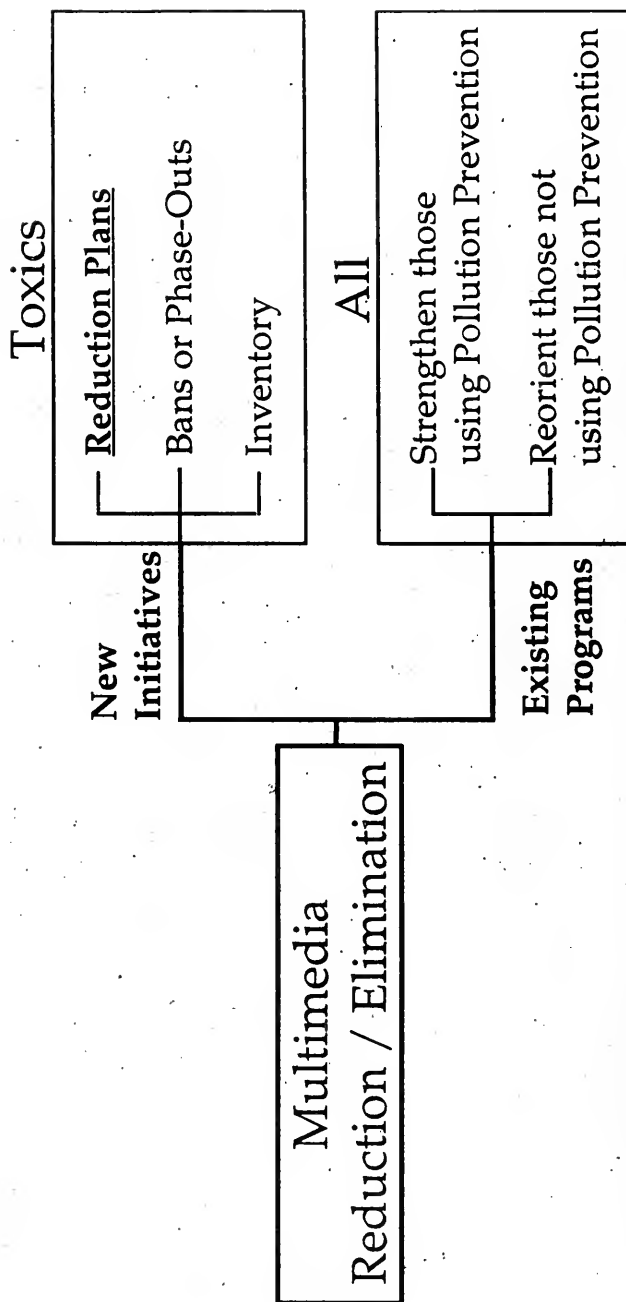 Multimedia
Reduction / Elimination
New
Initiatives
Toxics
Reduction Plans
Bans or Phase-Outs
Inventory
Existing
Programs
All
Strengthen those
using Pollution Prevention
Reorient those not
using Pollution Prevention